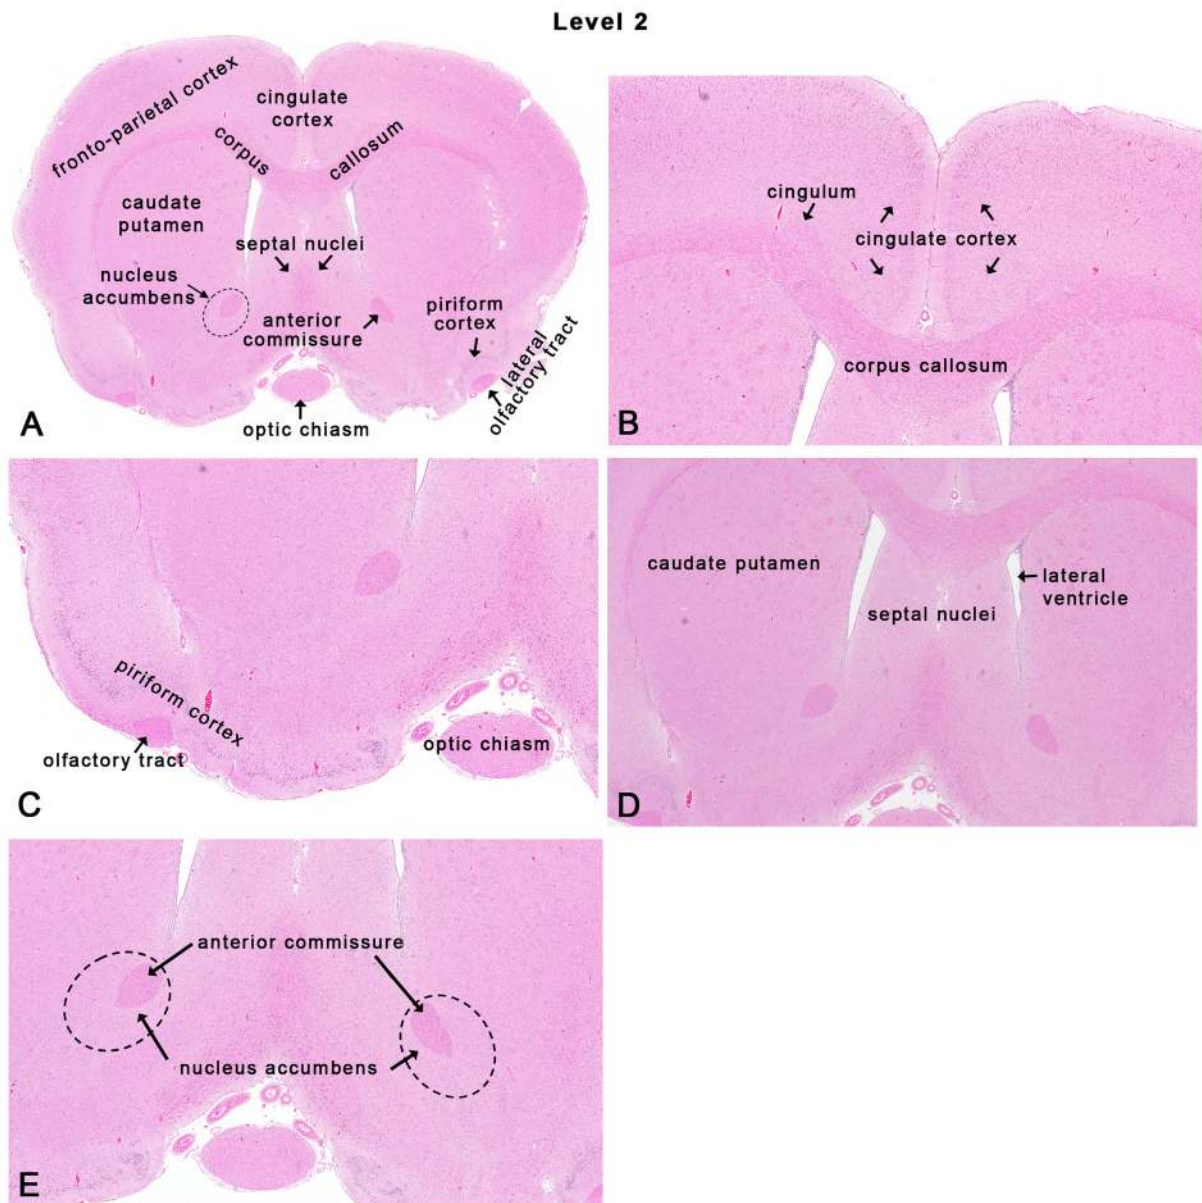 Level 2
fronto-parietal cortex
cingulate
cortex
corpus
callosum
caudate
putamen
septal nuclei
nucleus
accumbens
anterior
commissure
piriform
cortex
lateral
olfactory tract
optic chiasm
A
cingulum
cingulate cortex
corpus callosum
B
piriform cortex
olfactory tract
optic chiasm
C
caudate putamen
septal nuclei
lateral
ventricle
D
anterior commissure
nucleus accumbens
E